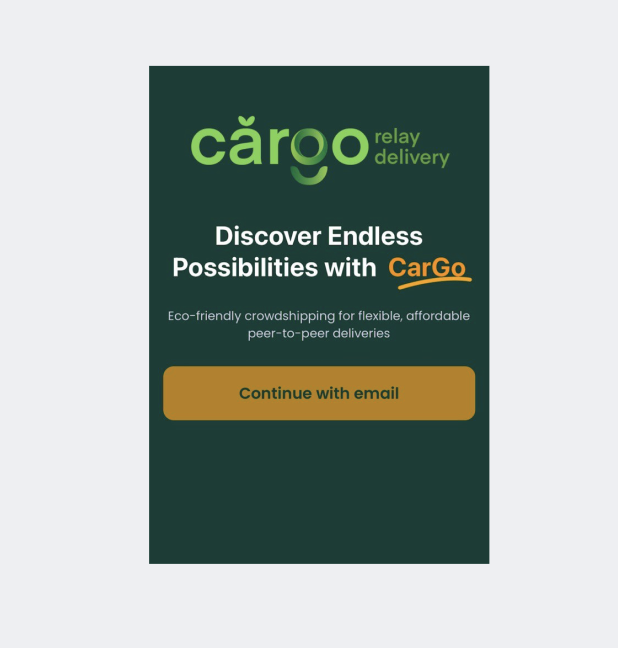 cărgo relay
delivery
Discover Endless
Possibilities with CarGo
Eco-friendly crowdshipping for flexible, affordable
peer-to-peer deliveries
Continue with email